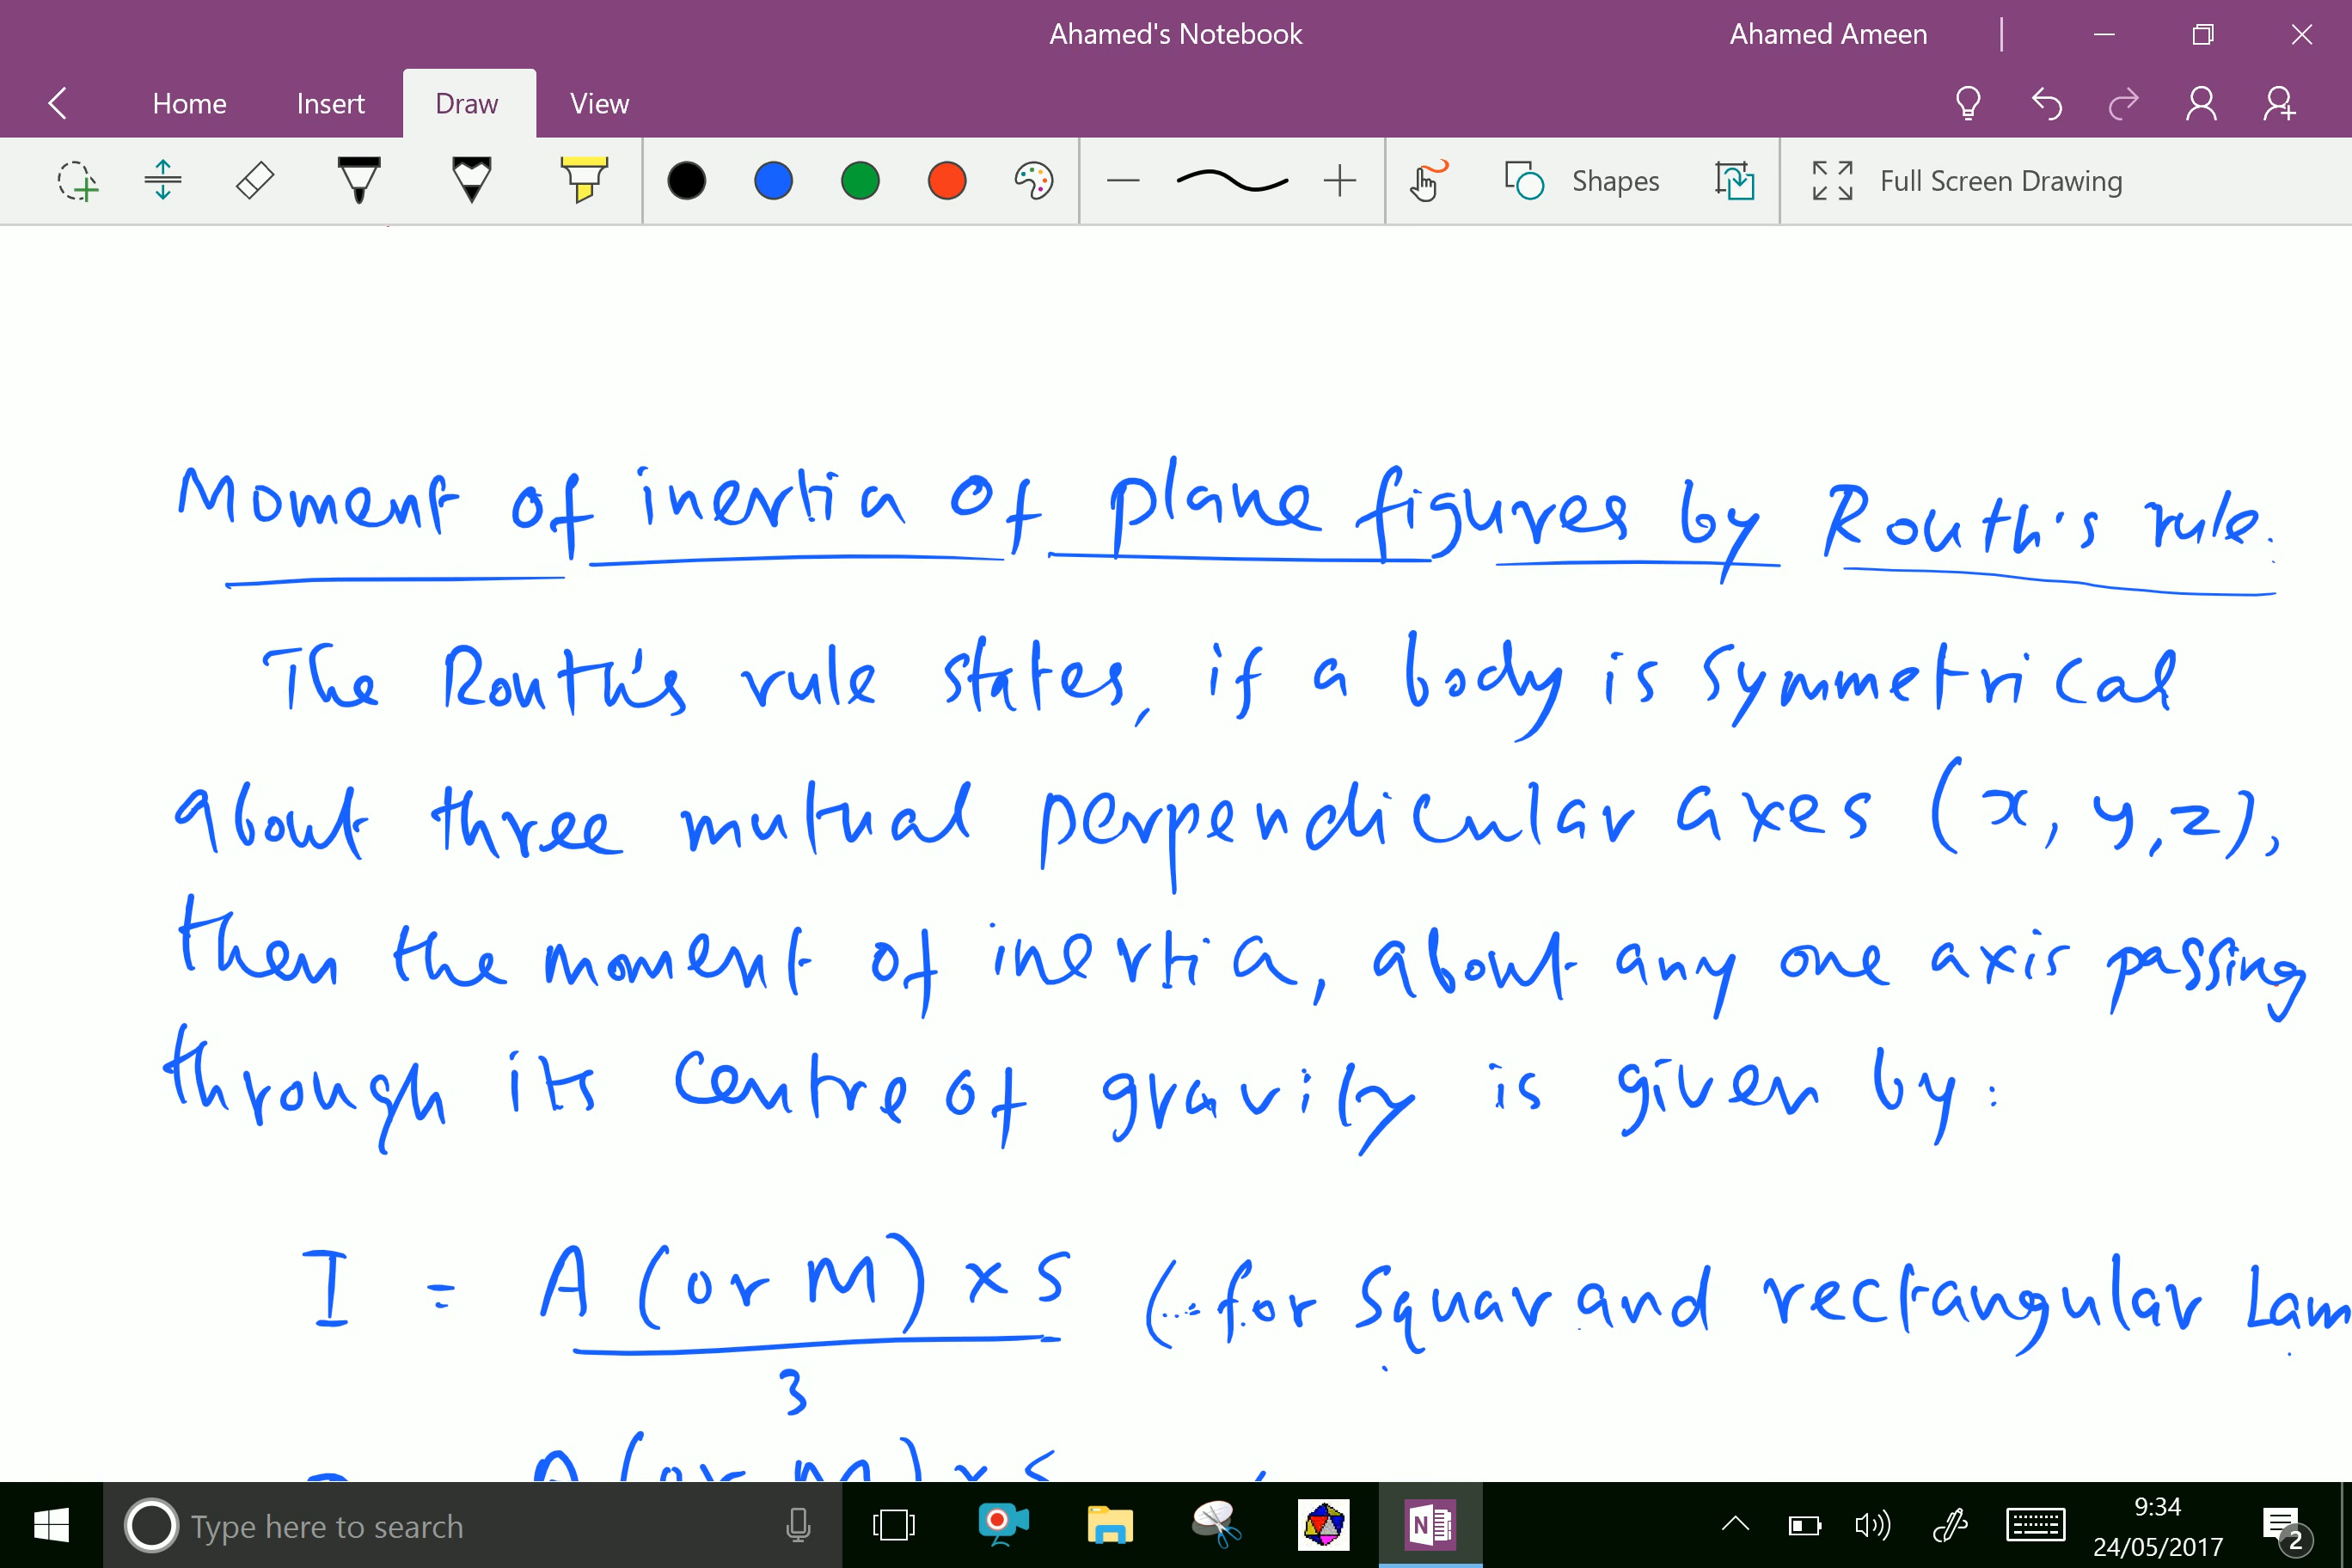 Ahamed's Notebook
Ahamed Ameen
Home Insert Draw View
Shapes
Full Screen Drawing
Moment of inertia of plane figures by Routh's rule.
The Routh's rule states, if a body is symmetrical
about three mutual perpendicular axes (x, y, z),
then the moment of inertia, about any one axis passing
through its centre of gravity is given by:
I = A (or M) x S (... for Squar and rectangular Lam
3
A (or M) x S
Type here to search
N
9:34
24/05/2017
2